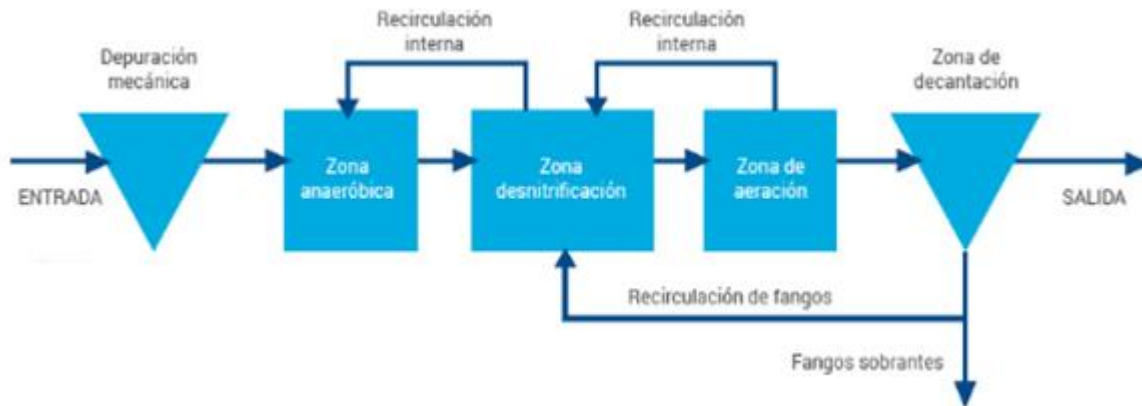 Recirculación
interna
Recirculación
interna
Depuración
mecánica
Zona de
decantación
ENTRADA
Zona
anaeróbica
Zona
desnitrificación
Zona de
aeración
SALIDA
Recirculación de fangos
Fangos sobrantes